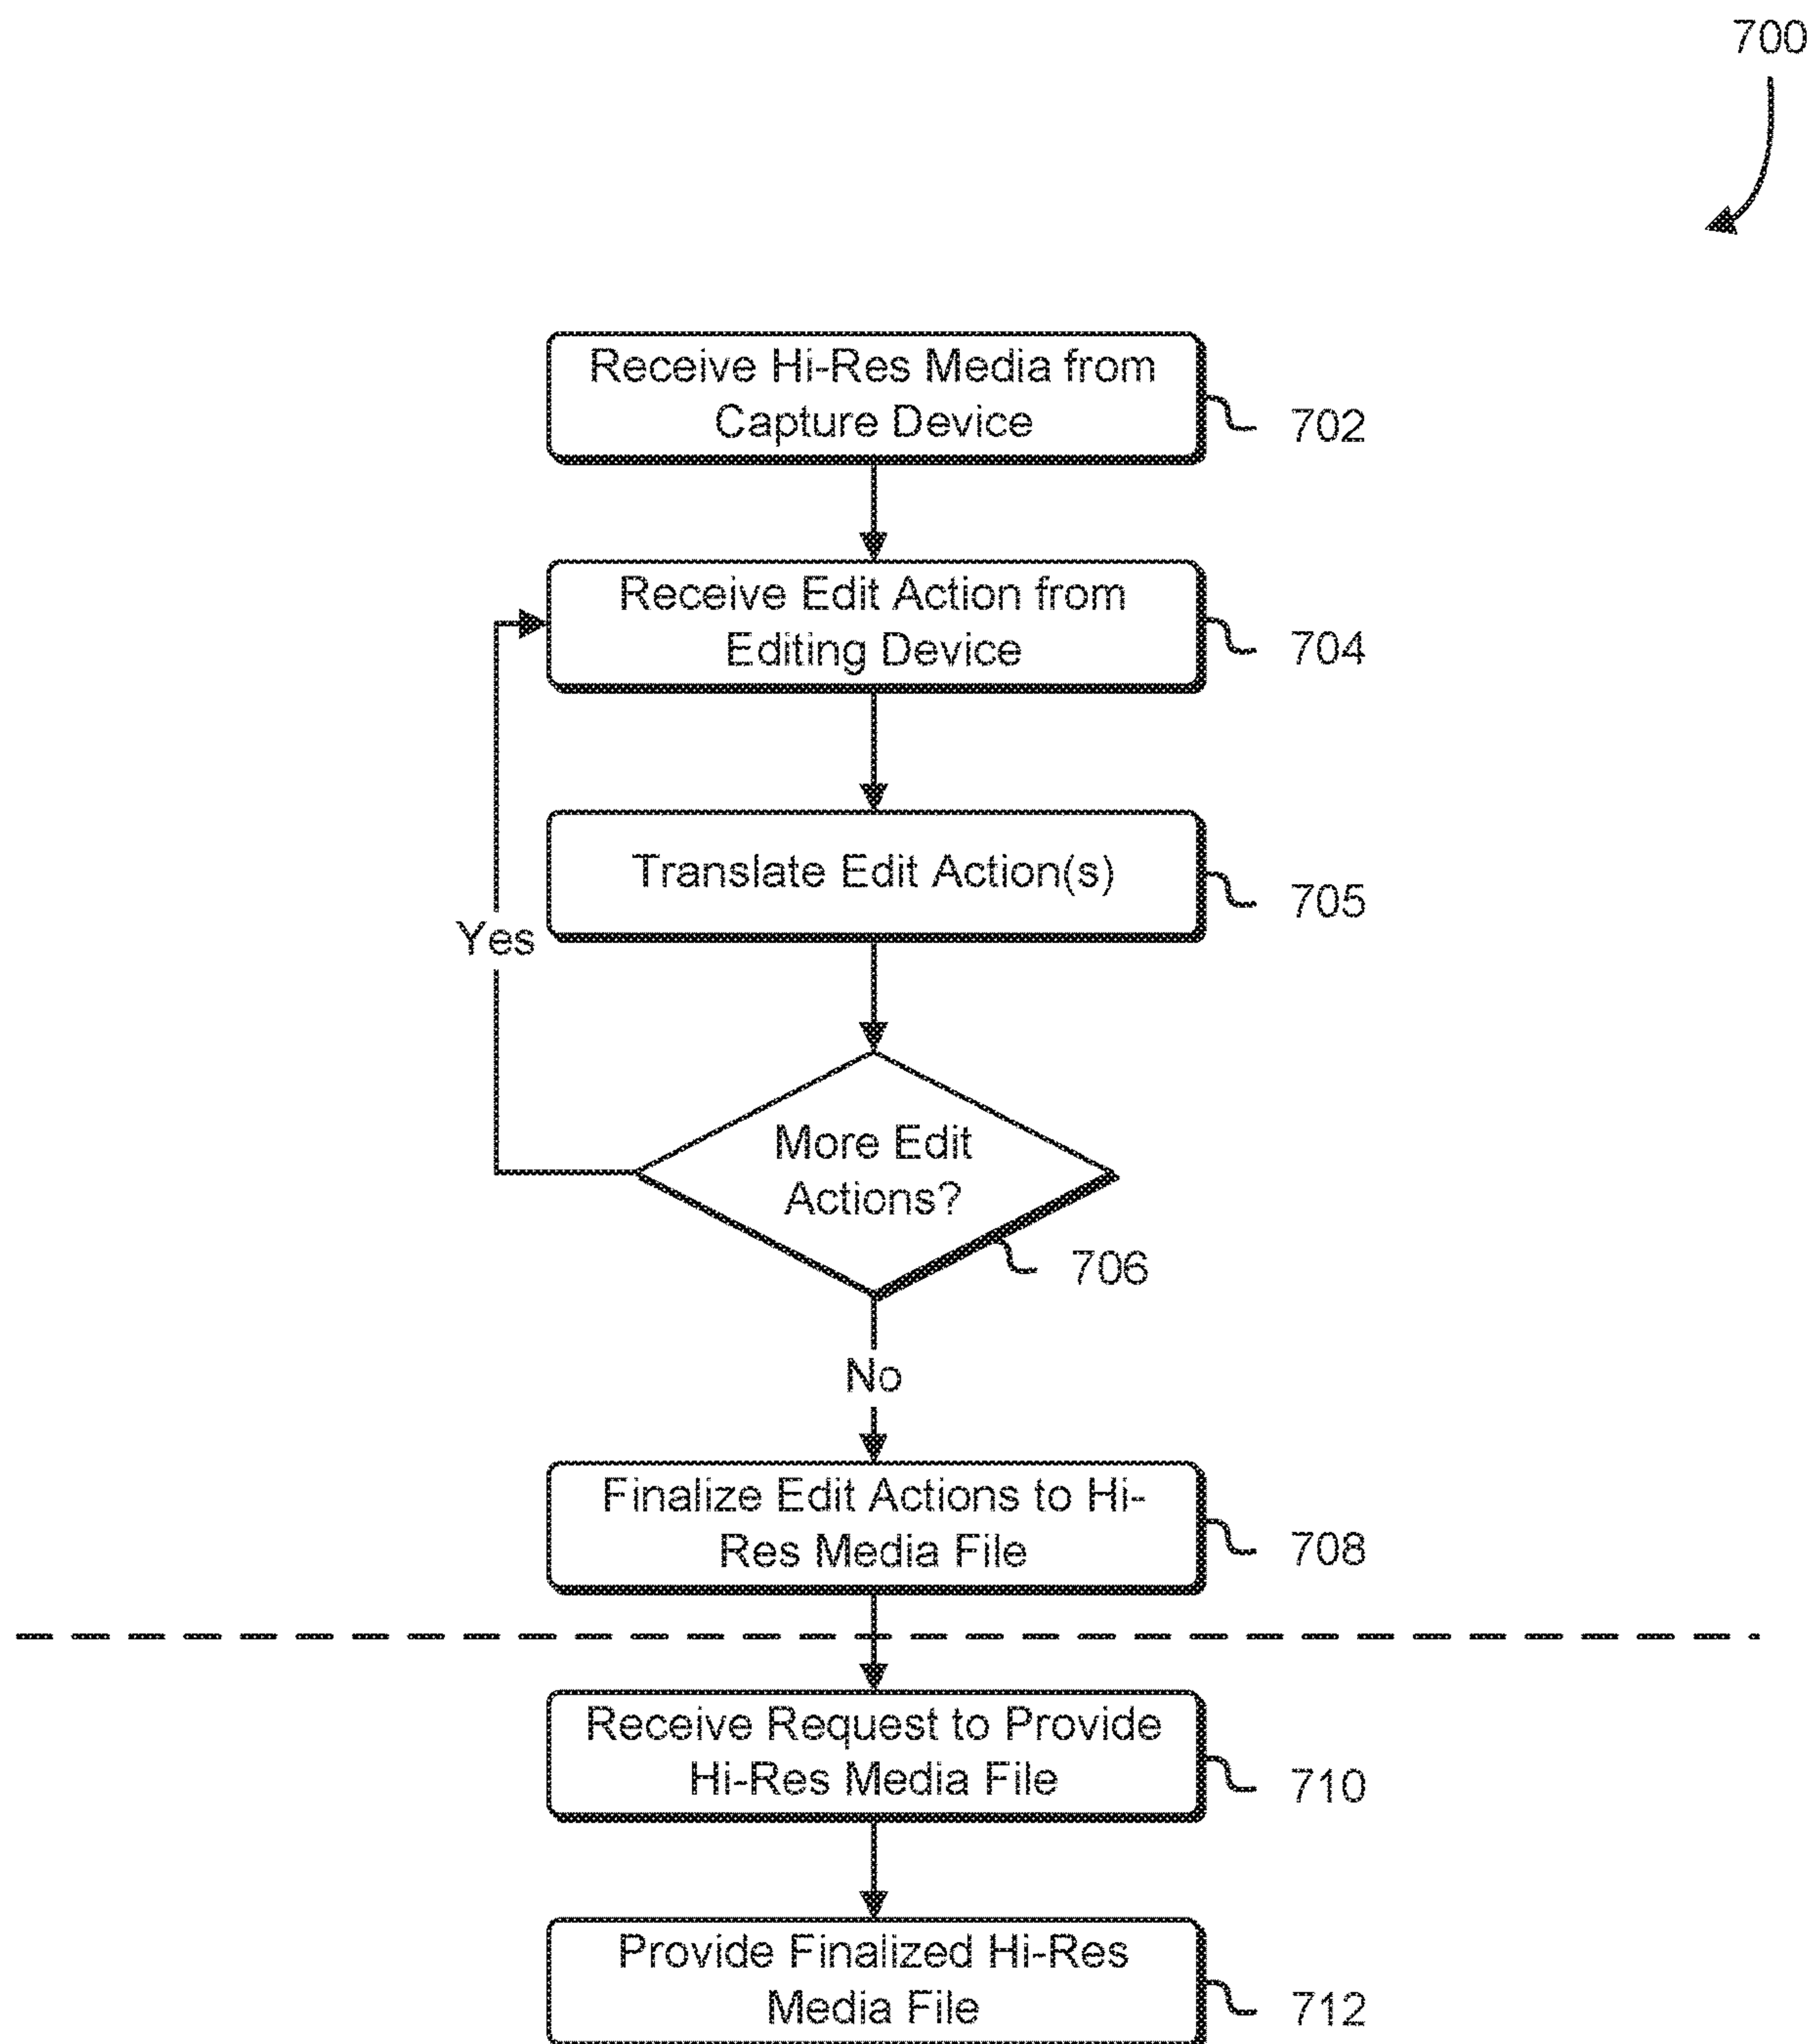 700
Receive Hi-Res Media from
Capture Device
702
Receive Edit Action from
Editing Device
704
Translate Edit Action(s)
705
Yes
More Edit
Actions?
706
No
Finalize Edit Actions to Hi-
Res Media File
708
Receive Request to Provide
Hi-Res Media File
710
Provide Finalized Hi-Res
Media File
712